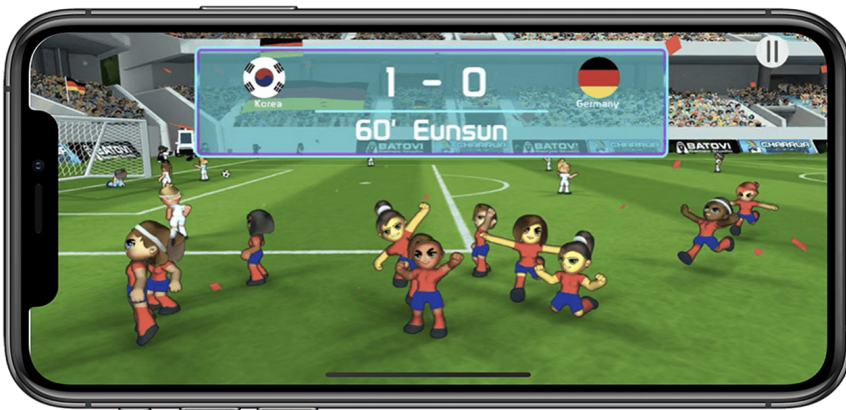 1 - 0
Korea
Germany
60' Eunsun
BATOVI
CHARRUA
BATOVI
CHARRUA
BATOVI
CHARRUA